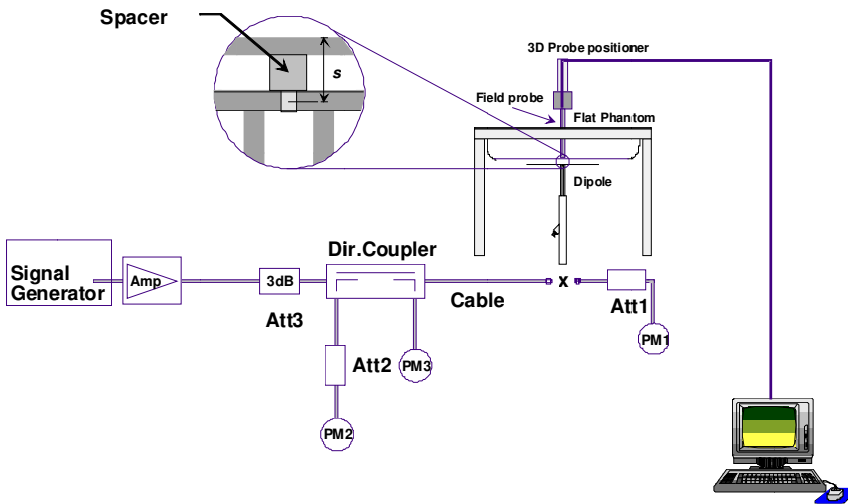 Spacer
s
3D Probe positioner
Field probe
Flat Phantom
Dipole
Dir.Coupler
Signal
Generator
Amp
3dB
Cable
x
Att1
Att3
PM1
Att2
PM3
PM2